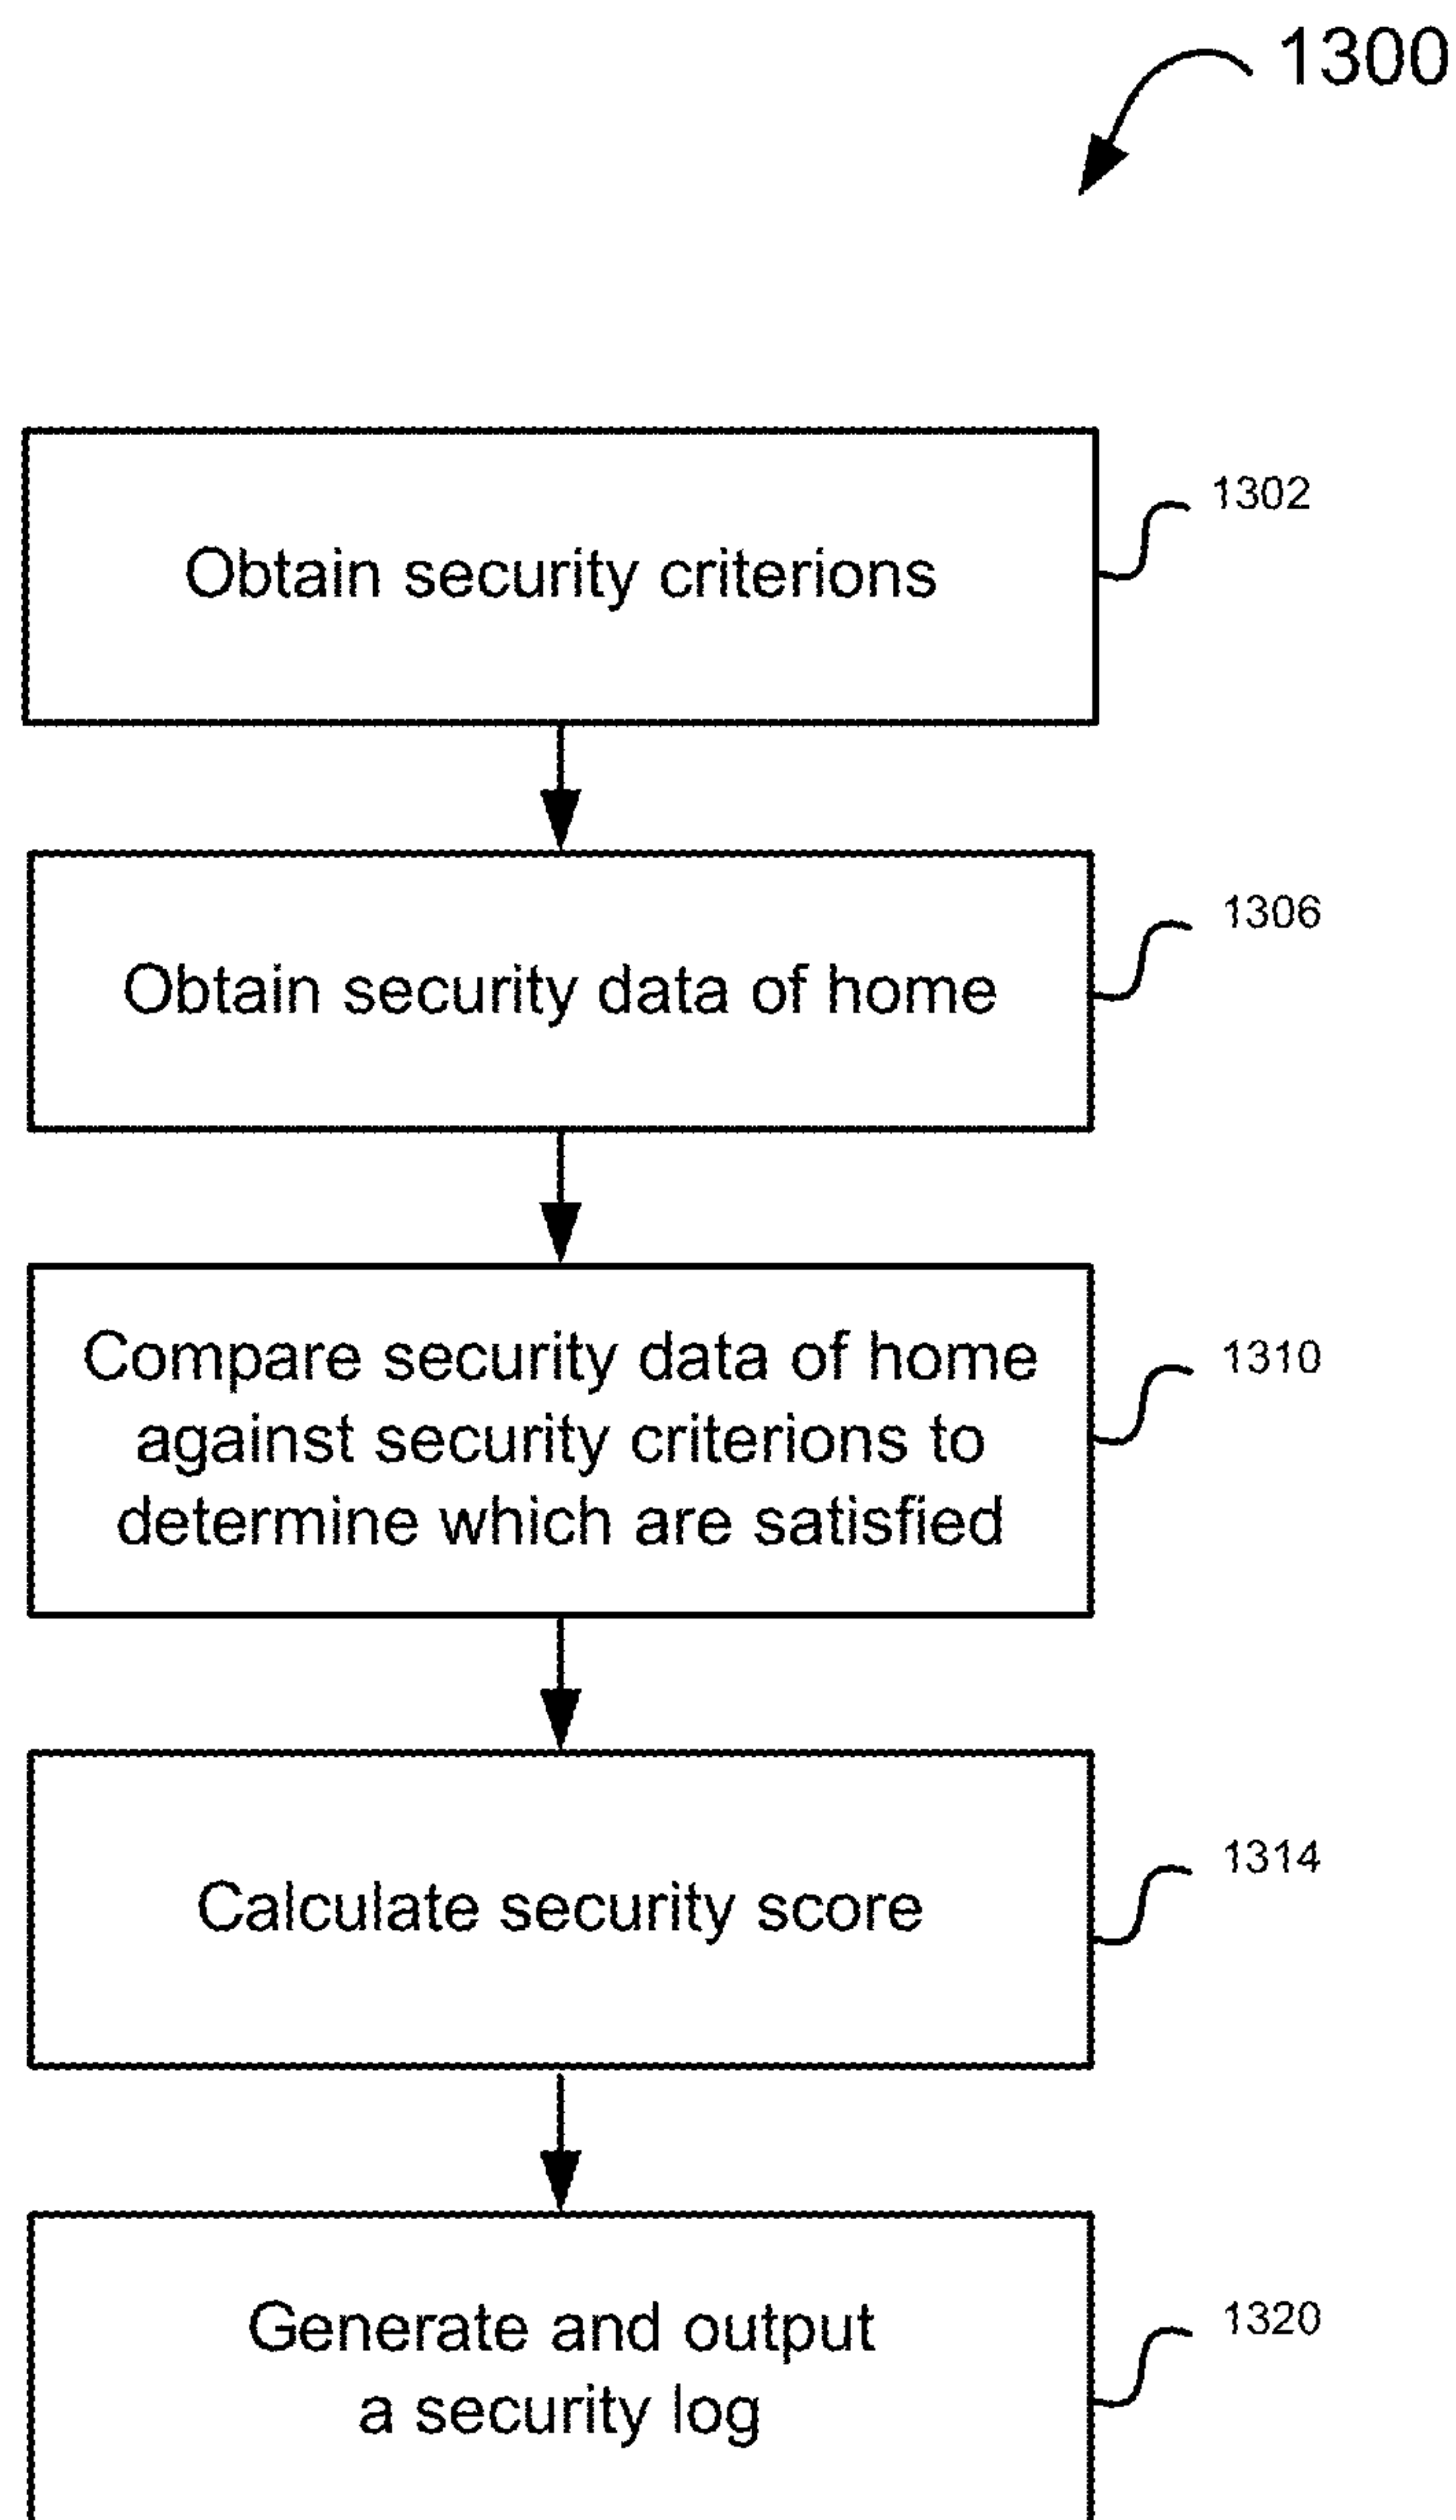 1300
Obtain security criterions
1302
Obtain security data of home
1306
Compare security data of home
against security criterions to
determine which are satisfied
1310
Calculate security score
1314
Generate and output
a security log
1320